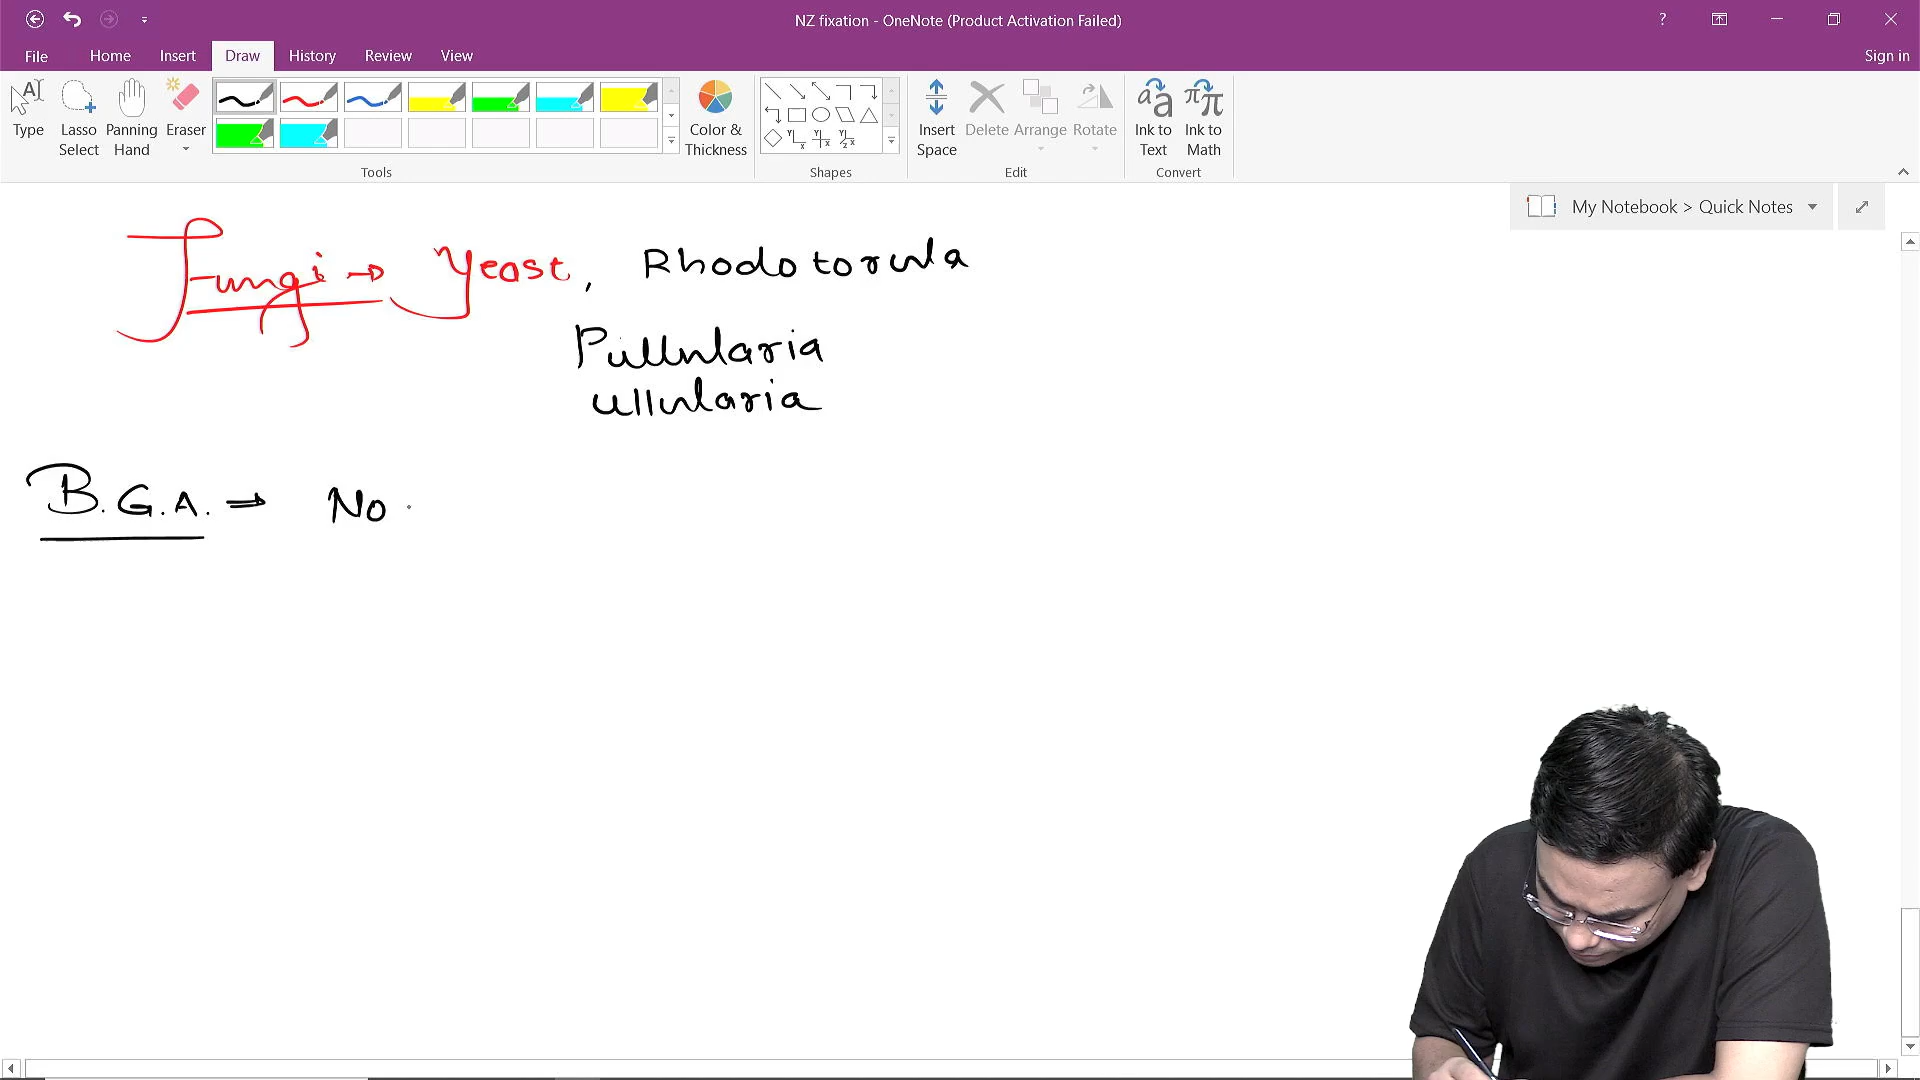 NZ fixation - OneNote (Product Activation Failed)
?
File Home Insert Draw History Review View
Sign in
Type
Lasso Select
Panning Hand
Eraser
Color & Thickness
Insert Space
Delete
Arrange
Rotate
Ink to Text
Ink to Math
Tools
Shapes
Edit
Convert
My Notebook > Quick Notes
Fungi → Yeast, Rhodotorula
Pullularia
ullularia
B.G.A. → No